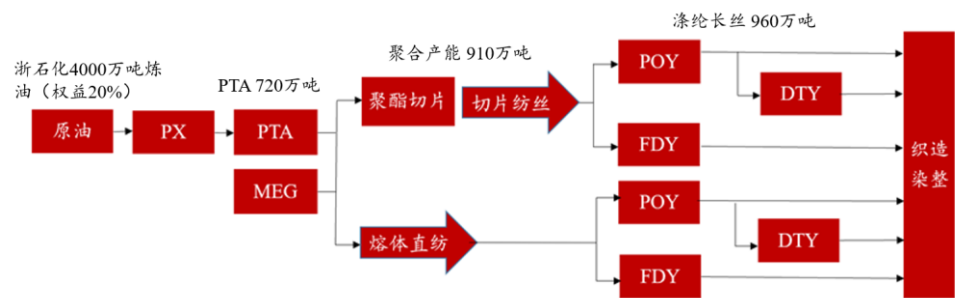 涤纶长丝 960万吨
聚合产能 910万吨
浙石化4000万吨炼
油（权益20%）
PTA 720万吨
原油
PX
PTA
MEG
聚酯切片
切片纺丝
POY
DTY
FDY
熔体直纺
POY
DTY
FDY
织造
染整